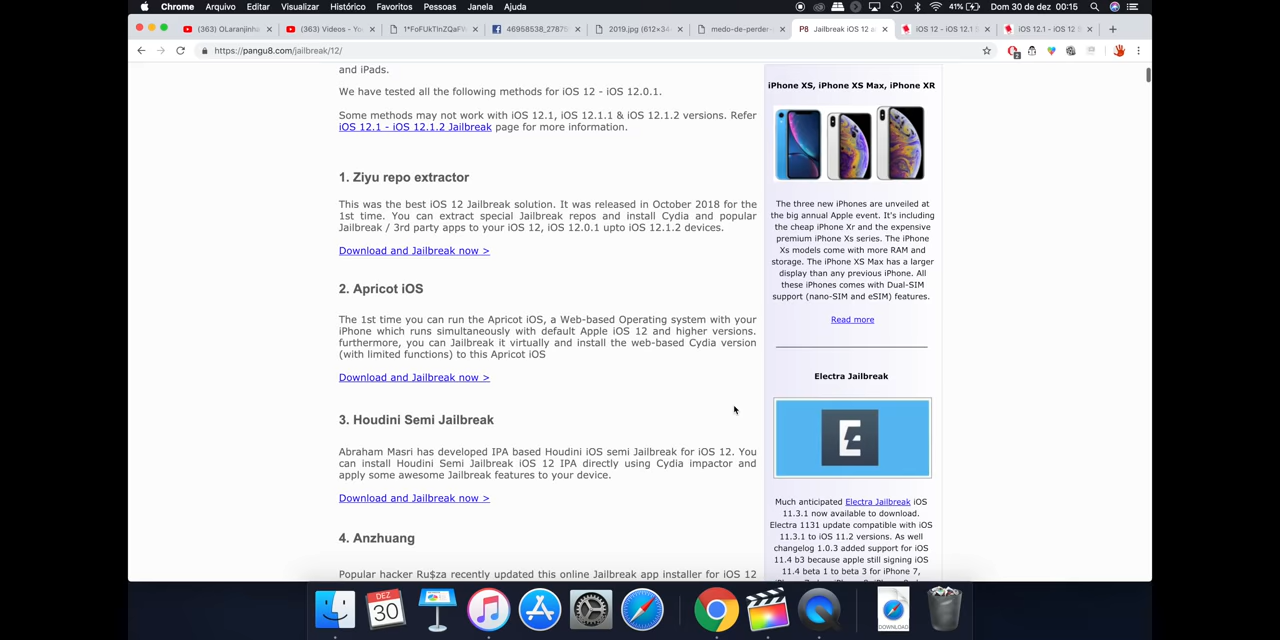 Chrome Arquivo Editar Visualizar Histórico Favoritos Pessoas Janela Ajuda 41% Dom 30 de dez 00:15
(363) OLaranjinha (363) Videos - Yo 1*FoFUkTlnZQaFV 46958538_27875 2019.jpg (612×34 medo-de-perder- P8 Jailbreak iOS 12 a iOS 12 - iOS 12.1 iOS 12.1 - iOS 12
https://pangu8.com/jailbreak/12/
and iPads.
We have tested all the following methods for iOS 12 - iOS 12.0.1.
Some methods may not work with iOS 12.1, iOS 12.1.1 & iOS 12.1.2 versions. Refer
iOS 12.1 - iOS 12.1.2 Jailbreak page for more information.
1. Ziyu repo extractor
This was the best iOS 12 Jailbreak solution. It was released in October 2018 for the
1st time. You can extract special Jailbreak repos and install Cydia and popular
Jailbreak / 3rd party apps to your iOS 12, iOS 12.0.1 upto iOS 12.1.2 devices.
Download and Jailbreak now >
2. Apricot iOS
The 1st time you can run the Apricot iOS, a Web-based Operating system with your
iPhone which runs simultaneously with default Apple iOS 12 and higher versions.
furthermore, you can Jailbreak it virtually and install the web-based Cydia version
(with limited functions) to this Apricot iOS
Download and Jailbreak now >
3. Houdini Semi Jailbreak
Abraham Masri has developed IPA based Houdini iOS semi Jailbreak for iOS 12. You
can install Houdini Semi Jailbreak iOS 12 IPA directly using Cydia impactor and
apply some awesome Jailbreak features to your device.
Download and Jailbreak now >
4. Anzhuang
Popular hacker Ru$za recently updated this online Jailbreak app installer for iOS 12
iPhone XS, iPhone XS Max, iPhone XR
The three new iPhones are unveiled at
the big annual Apple event. It's including
the cheap iPhone Xr and the expensive
premium iPhone Xs series. The iPhone
Xs models come with more RAM and
storage. The iPhone XS Max has a larger
display than any previous iPhone. All
these iPhones comes with Dual-SIM
support (nano-SIM and eSIM) features.
Read more
Electra Jailbreak
Much anticipated Electra Jailbreak iOS
11.3.1 now available to download.
Electra 1131 update compatible with iOS
11.3.1 to iOS 11.2 versions. As well
changelog 1.0.3 added support for iOS
11.4 b3 because apple still signing iOS
11.4 beta 1 to beta 3 for iPhone 7,
DEZ
30
DOWNLOAD